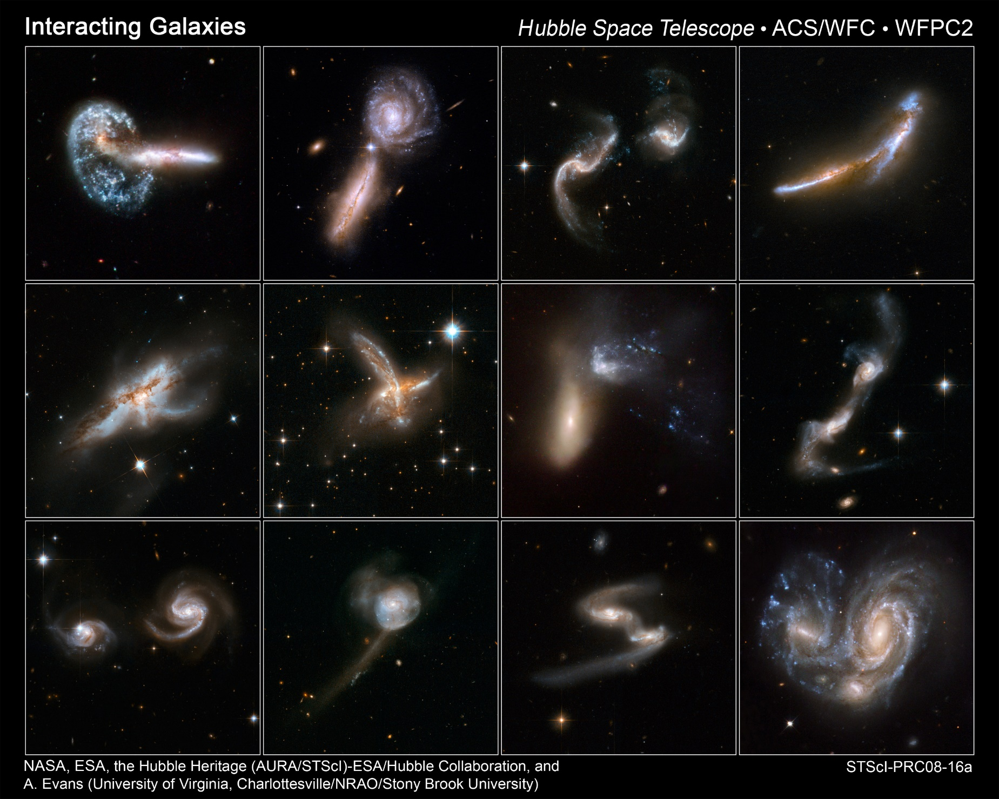 Interacting Galaxies
Hubble Space Telescope • ACS/WFC • WFPC2
NASA, ESA, the Hubble Heritage (AURA/STScI)-ESA/Hubble Collaboration, and
A. Evans (University of Virginia, Charlottesville/NRAO/Stony Brook University)
STScI-PRC08-16a